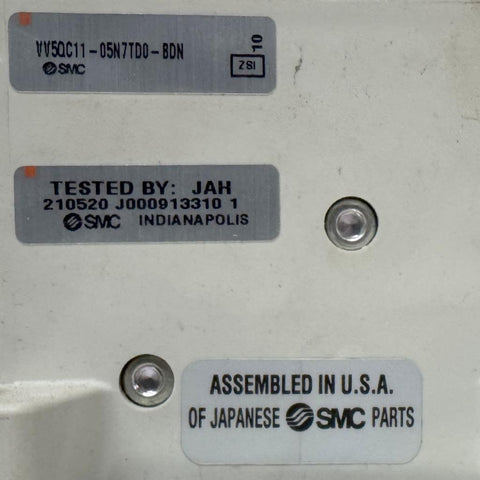 VV5QC11-05N7TD0-BDN
SMC
10
ZSI
TESTED BY: JAH
210520 J000913310 1
SMC INDIANAPOLIS
ASSEMBLED IN U.S.A.
OF JAPANESE SMC PARTS